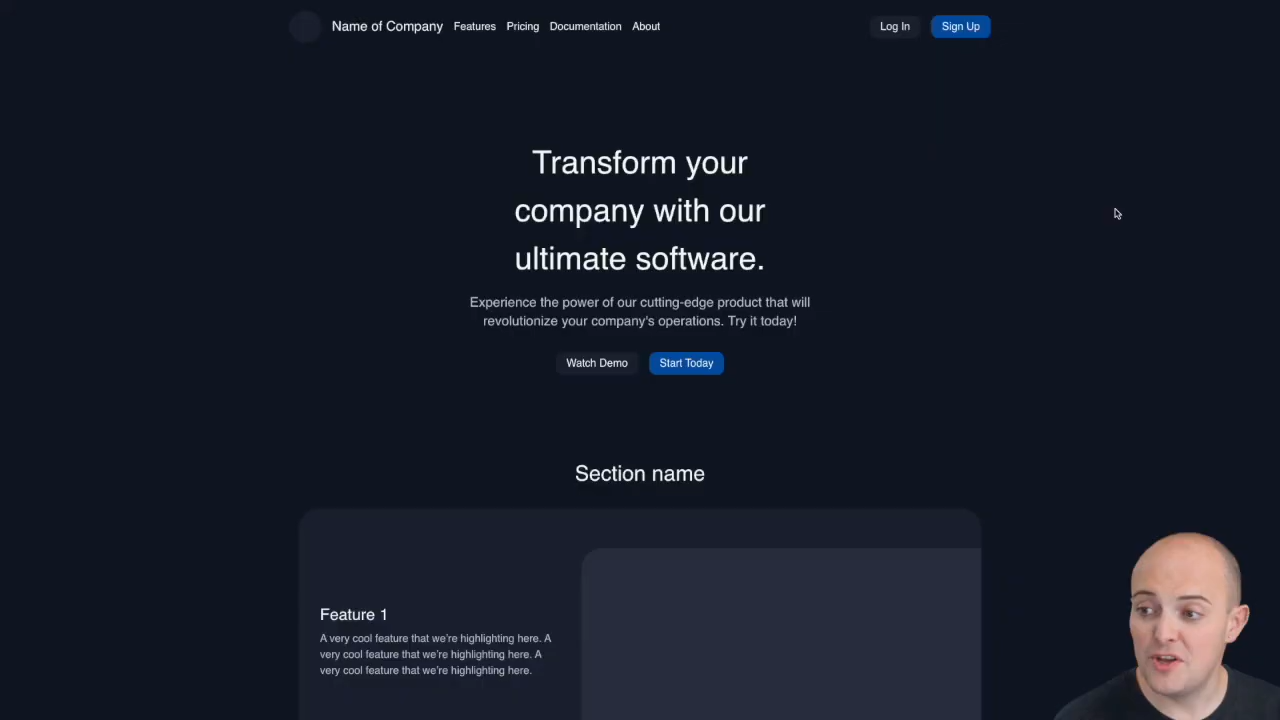 Name of Company Features Pricing Documentation About Log In Sign Up
Transform your
company with our
ultimate software.
Experience the power of our cutting-edge product that will
revolutionize your company's operations. Try it today!
Watch Demo Start Today
Section name
Feature 1
A very cool feature that we're highlighting here. A
very cool feature that we're highlighting here. A
very cool feature that we're highlighting here.